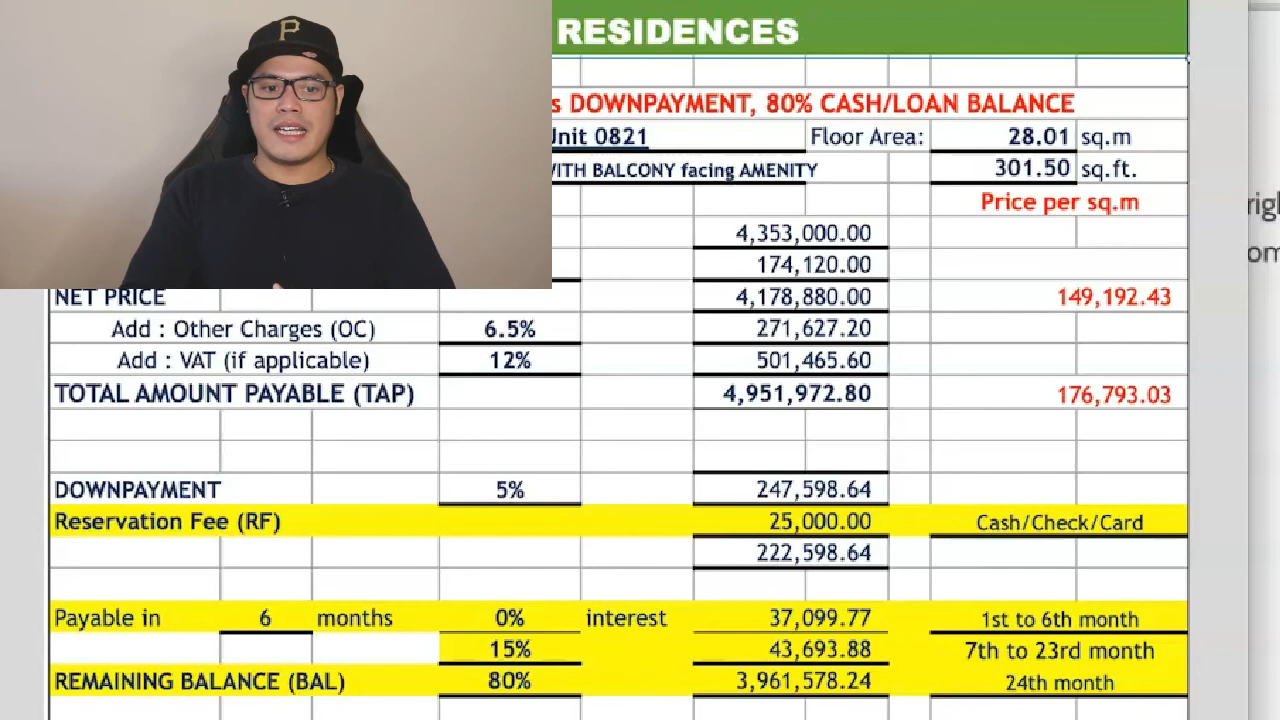 P
RESIDENCES
s DOWNPAYMENT, 80% CASH/LOAN BALANCE
Unit 0821 Floor Area: 28.01 sq.m
WITH BALCONY facing AMENITY 301.50 sq.ft.
Price per sq.m
4,353,000.00
174,120.00
NET PRICE 4,178,880.00 149,192.43
Add : Other Charges (OC) 6.5% 271,627.20
Add : VAT (if applicable) 12% 501,465.60
TOTAL AMOUNT PAYABLE (TAP) 4,951,972.80 176,793.03
DOWNPAYMENT 5% 247,598.64
Reservation Fee (RF) 25,000.00 Cash/Check/Card
222,598.64
Payable in 6 months 0% interest 37,099.77 1st to 6th month
15% 43,693.88 7th to 23rd month
REMAINING BALANCE (BAL) 80% 3,961,578.24 24th month